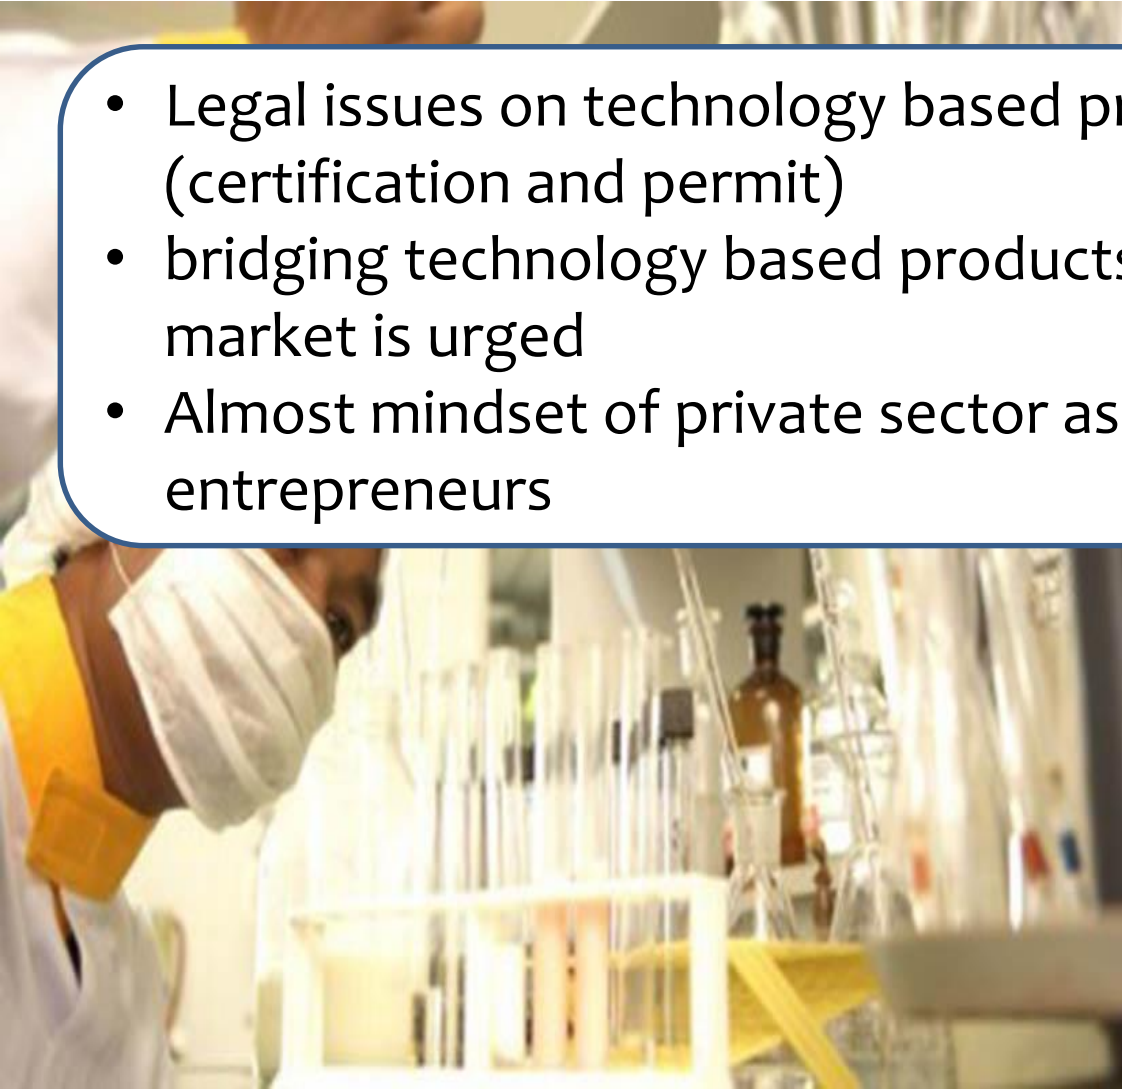 • Legal issues on technology based
(certification and permit)
• bridging technology based products
market is urged
• Almost mindset of private sector as
entrepreneurs